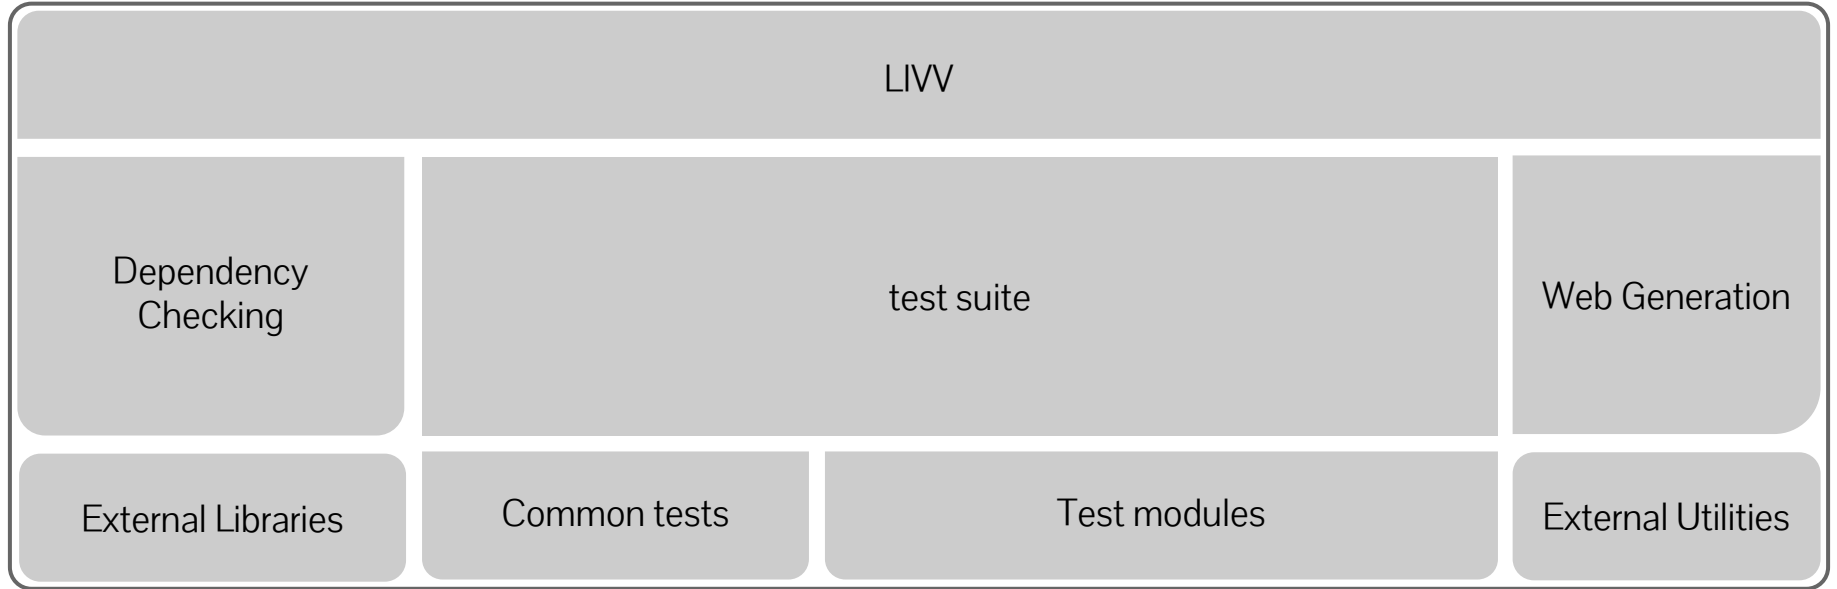 LIVV
Dependency
Checking
test suite
Web Generation
External Libraries
Common tests
Test modules
External Utilities